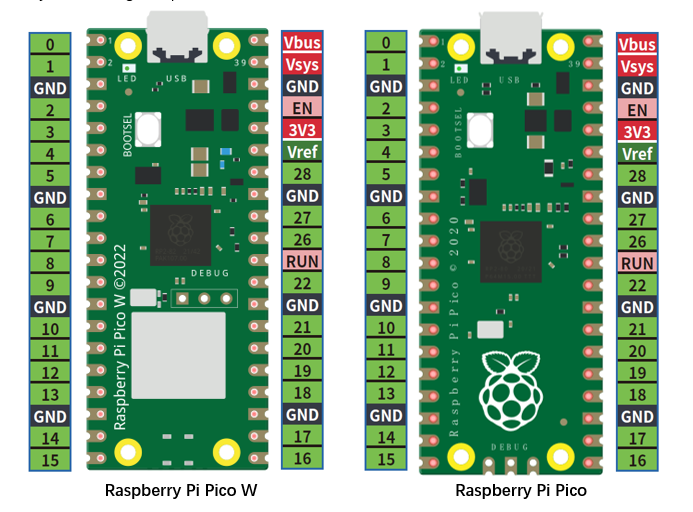 0
1
GND
2
3
4
5
GND
6
7
8
9
GND
10
11
12
13
GND
14
15
1
2
39
LED
USB
BOOTSEL
DEBUG
Raspberry Pi Pico W ©2022
Vbus
Vsys
GND
EN
3V3
Vref
28
GND
27
26
RUN
22
GND
21
20
19
18
GND
17
16
Raspberry Pi Pico W
0
1
GND
2
3
4
5
GND
6
7
8
9
GND
10
11
12
13
GND
14
15
1
2
39
LED
USB
BOOTSEL
Raspberry Pi Pico © 2020
DEBUG
Vbus
Vsys
GND
EN
3V3
Vref
28
GND
27
26
RUN
22
GND
21
20
19
18
GND
17
16
Raspberry Pi Pico